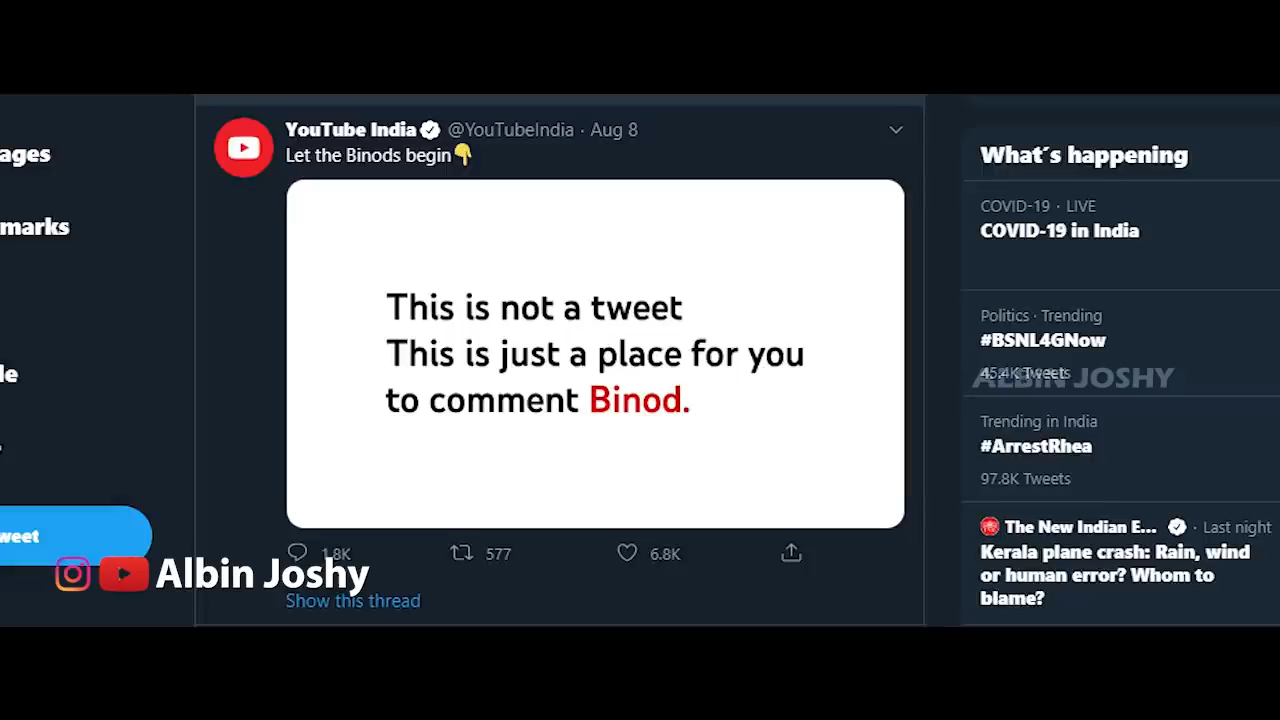 ages
marks
le
weet
YouTube India @YouTubeIndia · Aug 8
Let the Binods begin👇
This is not a tweet
This is just a place for you
to comment Binod.
1.8K 577 6.8K
Show this thread
Albin Joshy
What's happening
COVID-19 · LIVE
COVID-19 in India
Politics · Trending
#BSNL4GNow
45.4K Tweets
ALBIN JOSHY
Trending in India
#ArrestRhea
97.8K Tweets
The New Indian E... · Last night
Kerala plane crash: Rain, wind
or human error? Whom to
blame?